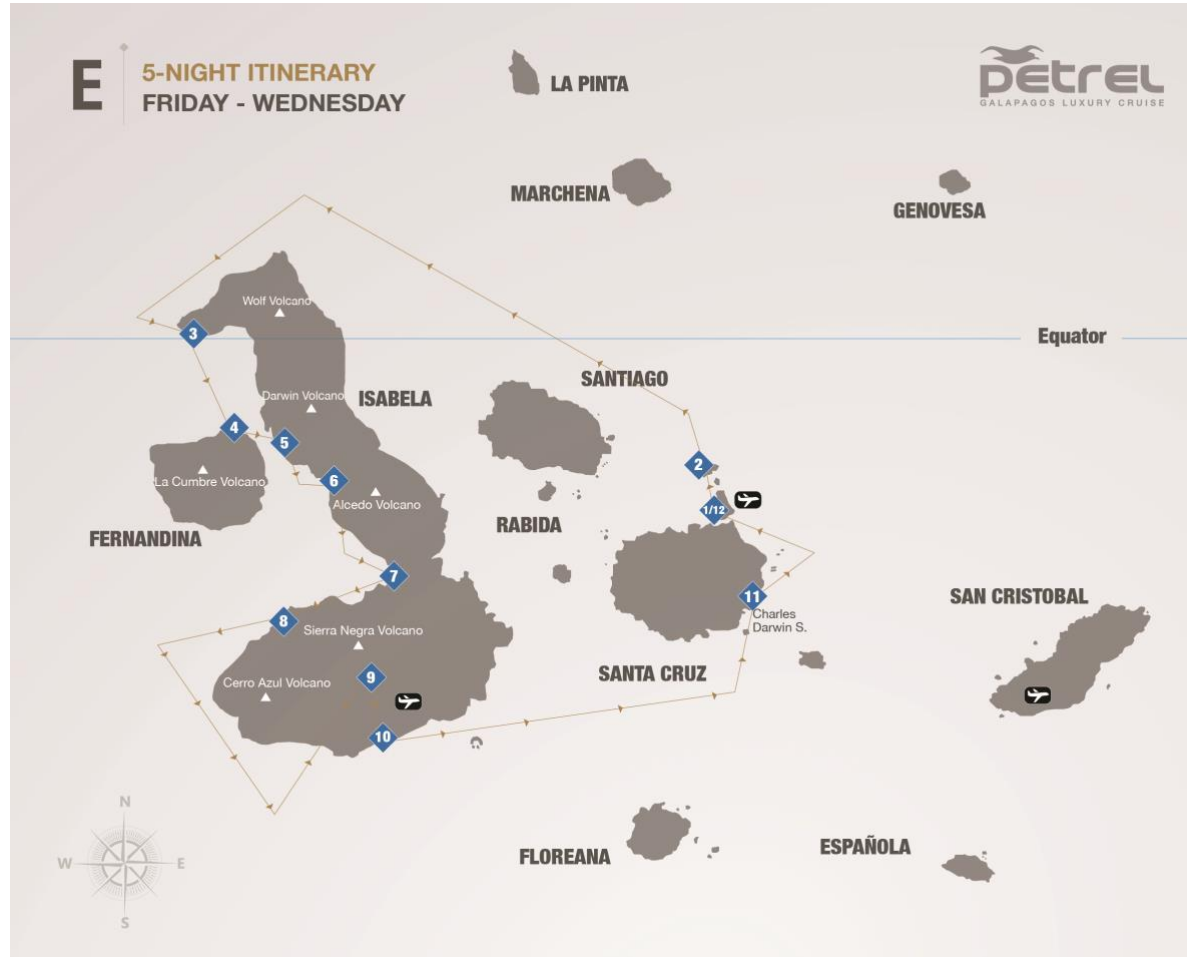 E
5-NIGHT ITINERARY
FRIDAY - WEDNESDAY
petrel
GALAPAGOS LUXURY CRUISE
LA PINTA
MARCHENA
GENOVESA
Wolf Volcano
3
Equator
SANTIAGO
Darwin Volcano
ISABELA
4
5
2
6
La Cumbre Volcano
Alcedo Volcano
1/12
RABIDA
FERNANDINA
7
11
SAN CRISTOBAL
Charles
Darwin S.
8
Sierra Negra Volcano
9
SANTA CRUZ
Cerro Azul Volcano
10
N
W
E
S
FLOREANA
ESPAÑOLA